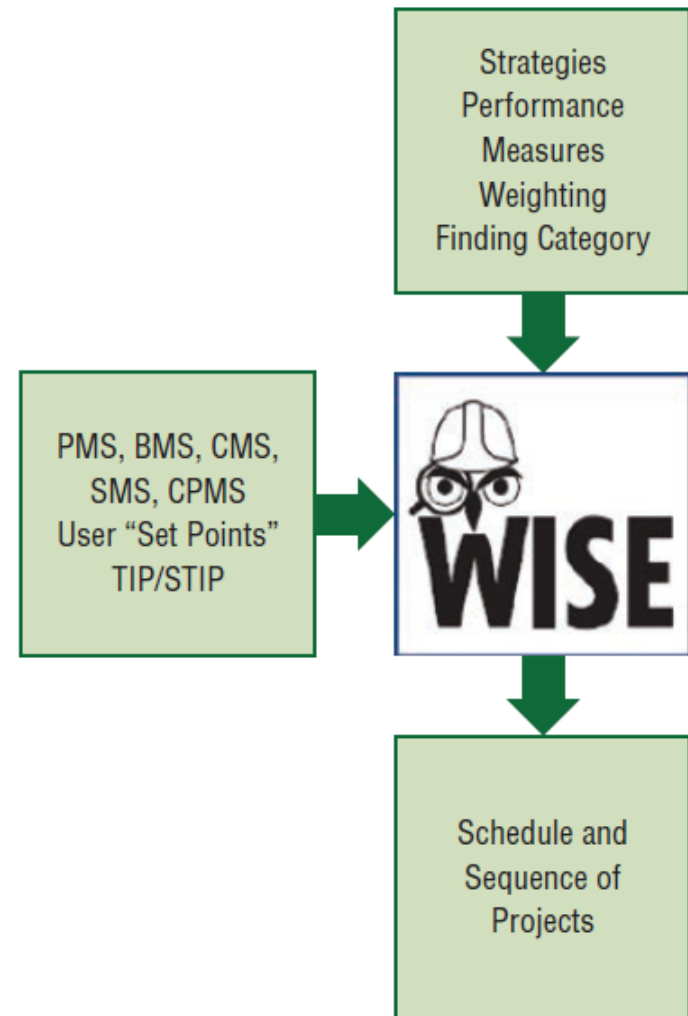 Strategies
Performance
Measures
Weighting
Finding Category
PMS, BMS, CMS,
SMS, CPMS
User “Set Points”
TIP/STIP
WISE
Schedule and
Sequence of
Projects